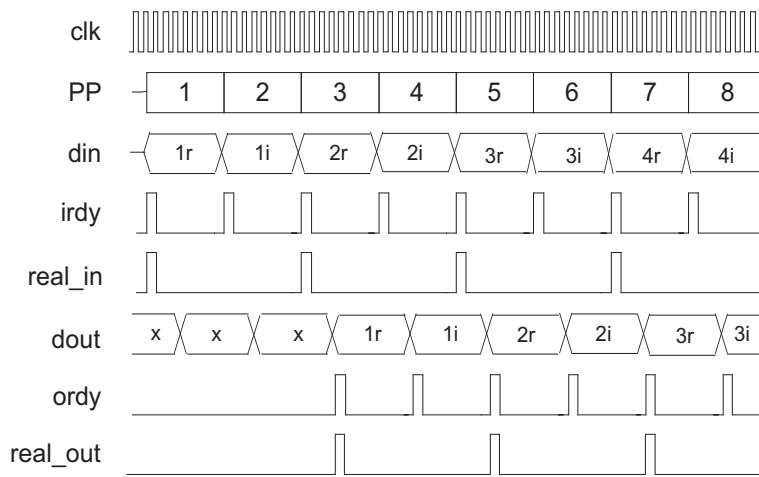 clk
PP 1 2 3 4 5 6 7 8
din 1r 1i 2r 2i 3r 3i 4r 4i
irdy
real_in
dout x x x 1r 1i 2r 2i 3r 3i
ordy
real_out